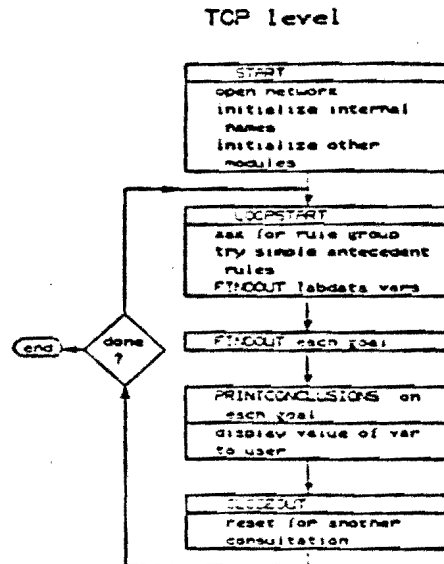 TOP level
START
open network
initialize internal
names
initialize other
modules
LOOPSTART
ask for rule group
try simple antecedent
rules
FINDOUT labdata vars
FINDOUT each goal
PRINTCONCLUSIONS on
each goal
display value of var
to user
CLOSEOUT
reset for another
consultation
done
?
end